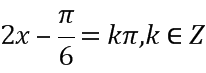 2x − π/6 = kπ,k ∈ Z